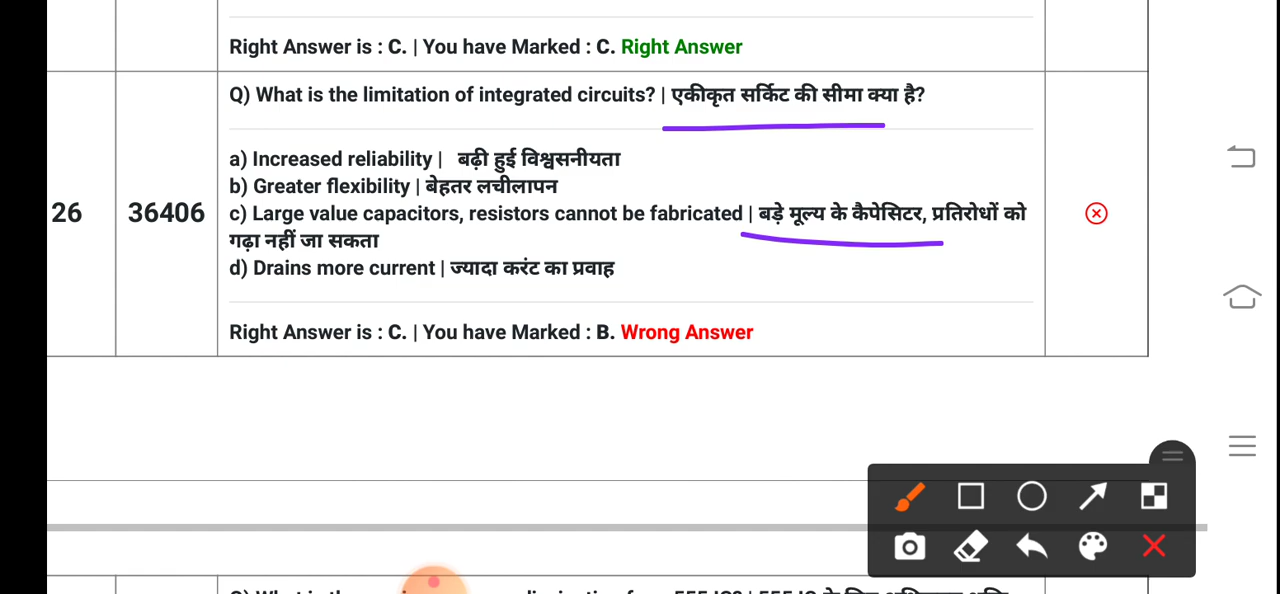 Right Answer is : C. | You have Marked : C. Right Answer
Q) What is the limitation of integrated circuits? | एकीकृत सर्किट की सीमा क्या है?
a) Increased reliability | बढ़ी हुई विश्वसनीयता
b) Greater flexibility | बेहतर लचीलापन
26 36406 c) Large value capacitors, resistors cannot be fabricated | बड़े मूल्य के कैपेसिटर, प्रतिरोधों को
गढ़ा नहीं जा सकता
d) Drains more current | ज्यादा करंट का प्रवाह
Right Answer is : C. | You have Marked : B. Wrong Answer